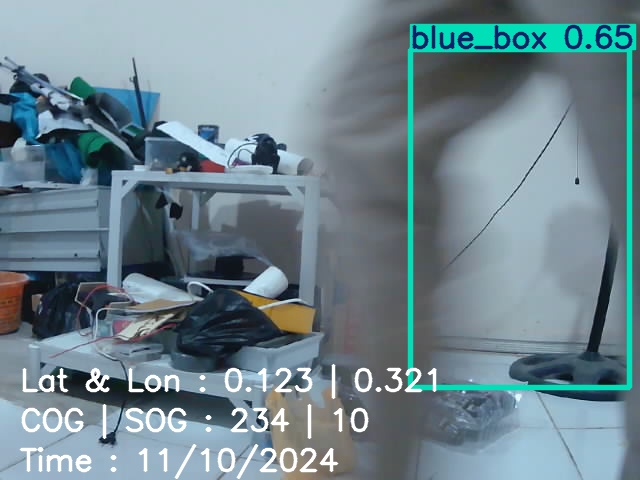 blue_box 0.65
Lat & Lon : 0.123 | 0.321
COG | SOG : 234 | 10
Time : 11/10/2024